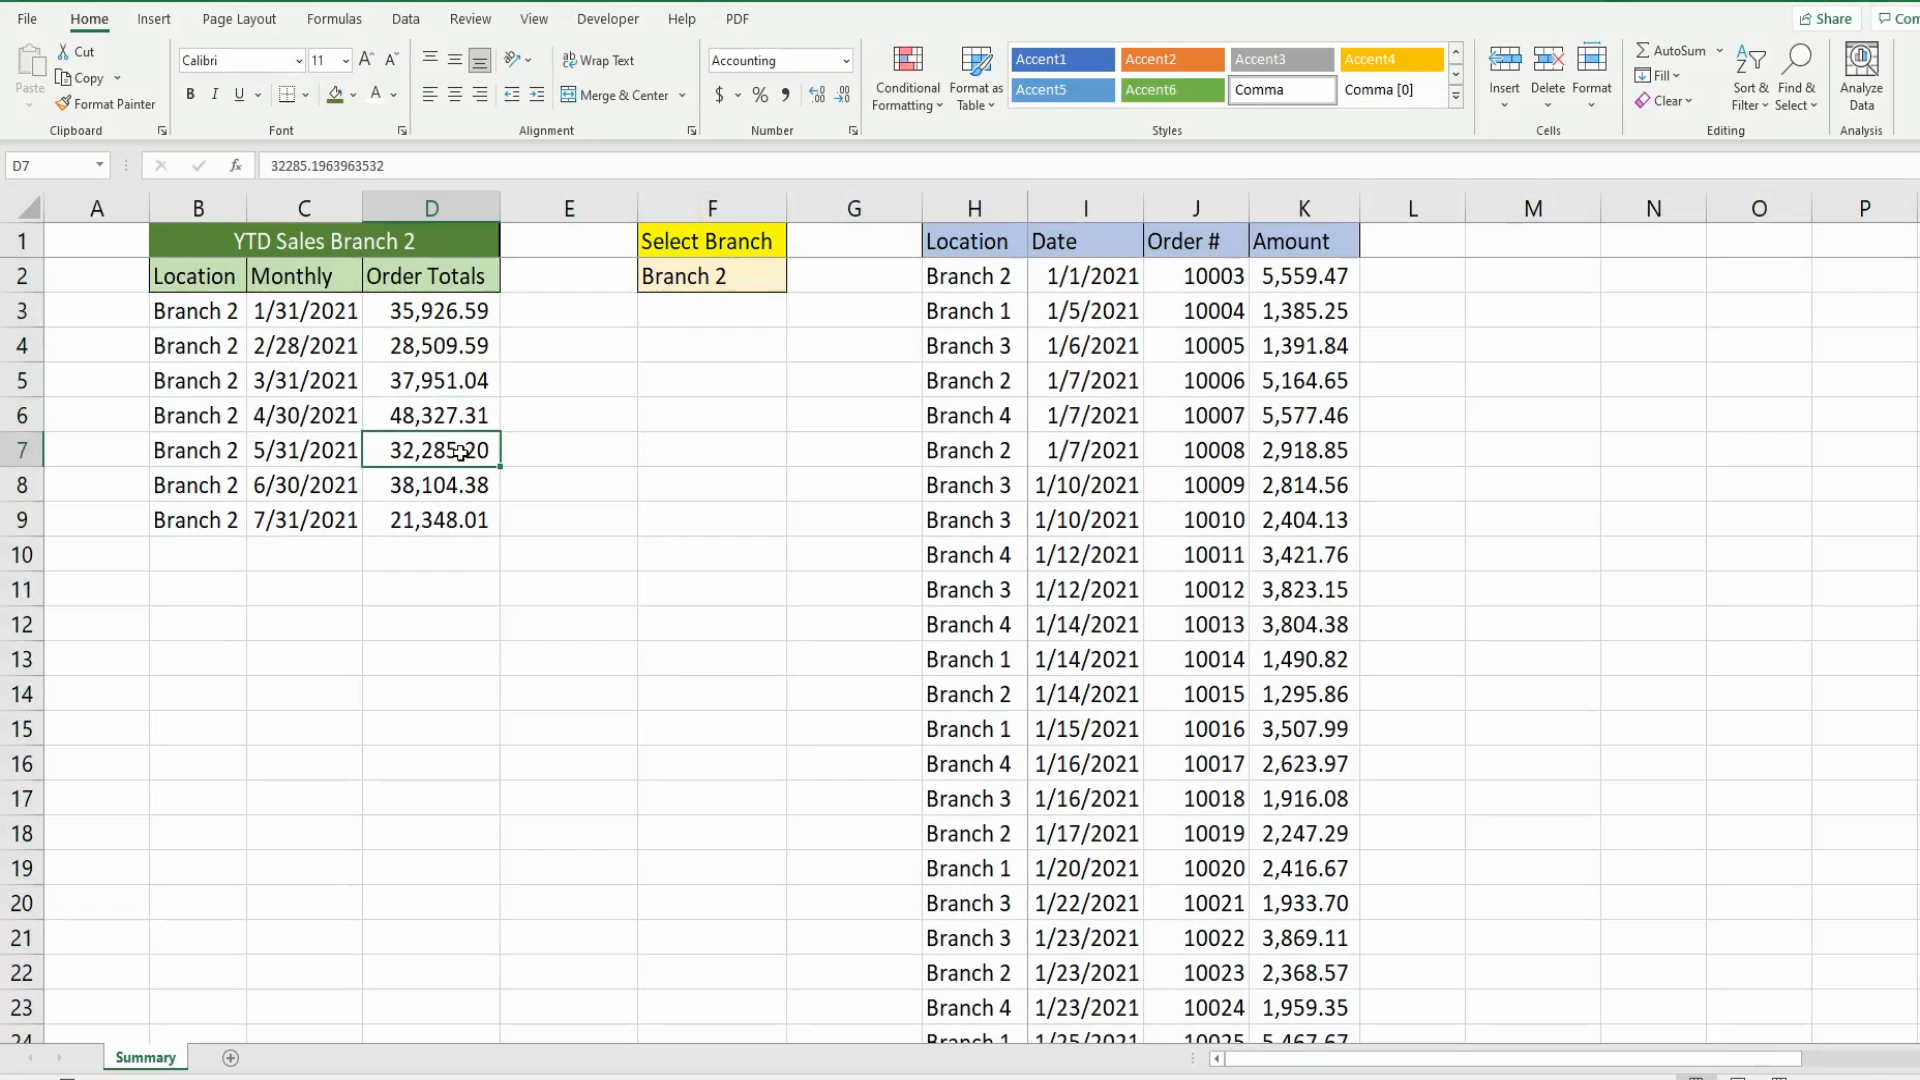 File Home Insert Page Layout Formulas Data Review View Developer Help PDF Share
Paste Cut Copy Format Painter Clipboard
Calibri 11 A A B I U A Font
Wrap Text Merge & Center Alignment
Accounting $ % Number
Conditional Formatting Format as Table
Accent1 Accent2 Accent3 Accent4
Accent5 Accent6 Comma Comma [0]
Styles
Insert Delete Format Cells
AutoSum Fill Clear Sort & Filter Find & Select Editing
Analyze Data Analysis
D7 fx 32285.1963963532
A B C D E F G H I J K L M N O P
1 YTD Sales Branch 2 Select Branch Location Date Order # Amount
2 Location Monthly Order Totals Branch 2 Branch 2 1/1/2021 10003 5,559.47
3 Branch 2 1/31/2021 35,926.59 Branch 1 1/5/2021 10004 1,385.25
4 Branch 2 2/28/2021 28,509.59 Branch 3 1/6/2021 10005 1,391.84
5 Branch 2 3/31/2021 37,951.04 Branch 2 1/7/2021 10006 5,164.65
6 Branch 2 4/30/2021 48,327.31 Branch 4 1/7/2021 10007 5,577.46
7 Branch 2 5/31/2021 32,285.20 Branch 2 1/7/2021 10008 2,918.85
8 Branch 2 6/30/2021 38,104.38 Branch 3 1/10/2021 10009 2,814.56
9 Branch 2 7/31/2021 21,348.01 Branch 3 1/10/2021 10010 2,404.13
10 Branch 4 1/12/2021 10011 3,421.76
11 Branch 3 1/12/2021 10012 3,823.15
12 Branch 4 1/14/2021 10013 3,804.38
13 Branch 1 1/14/2021 10014 1,490.82
14 Branch 2 1/14/2021 10015 1,295.86
15 Branch 1 1/15/2021 10016 3,507.99
16 Branch 4 1/16/2021 10017 2,623.97
17 Branch 3 1/16/2021 10018 1,916.08
18 Branch 2 1/17/2021 10019 2,247.29
19 Branch 1 1/20/2021 10020 2,416.67
20 Branch 3 1/22/2021 10021 1,933.70
21 Branch 3 1/23/2021 10022 3,869.11
22 Branch 2 1/23/2021 10023 2,368.57
23 Branch 4 1/23/2021 10024 1,959.35
24 Branch 1 1/25/2021 10025 5,467.67
Summary